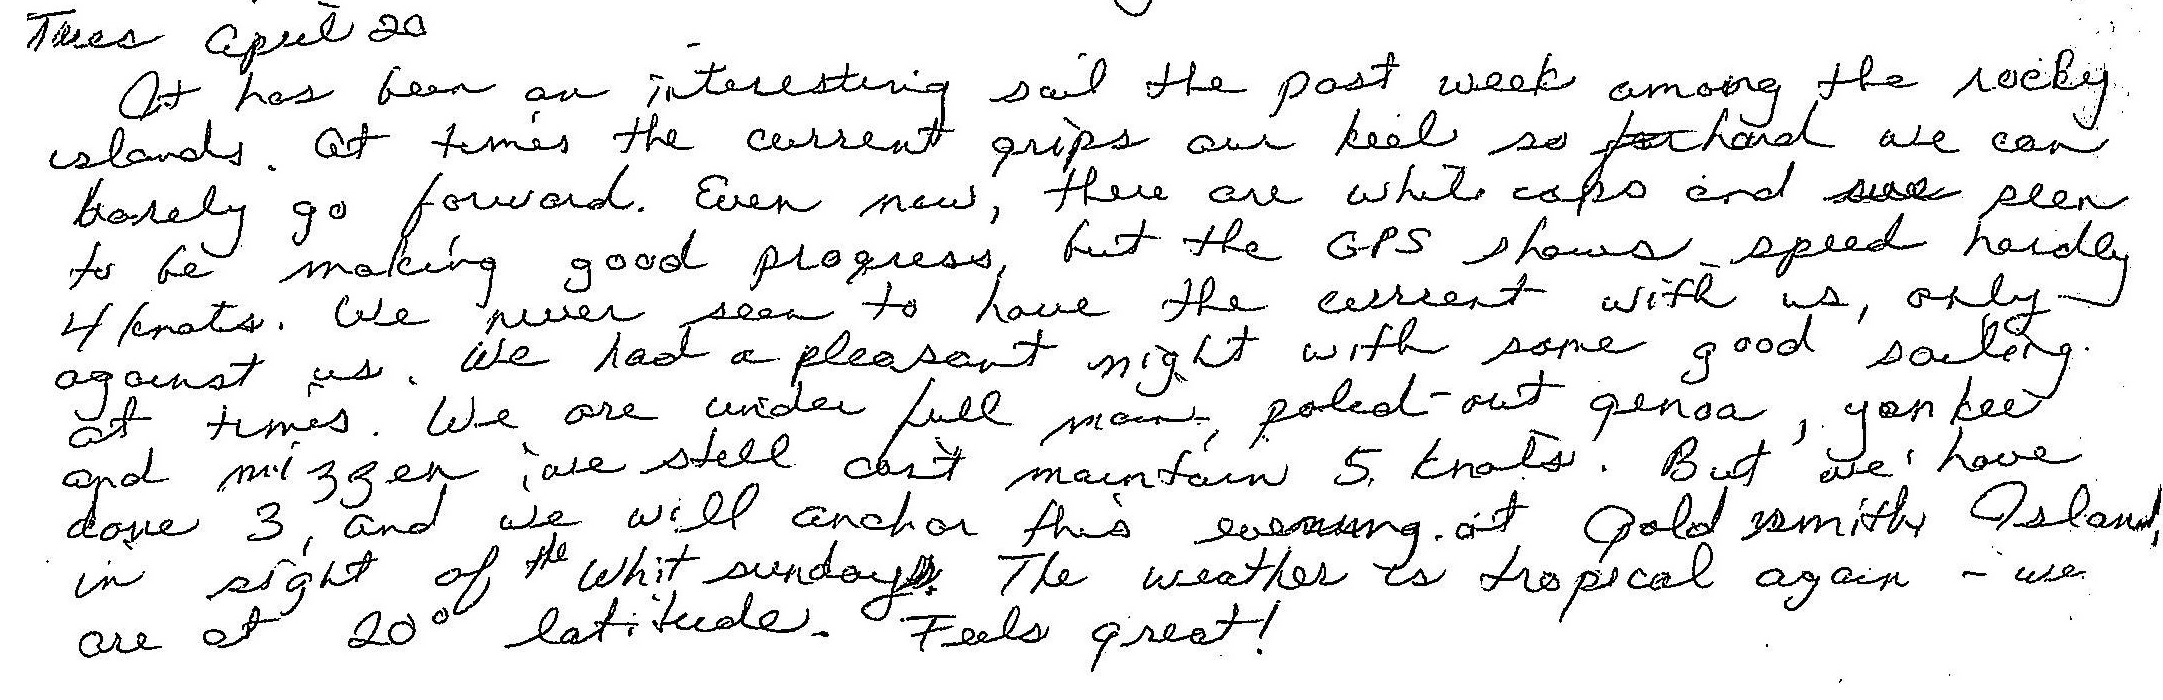 Tues April 20
It has been an interesting sail the past week among the rocky
islands. At times the current grips our keel so hard we can
barely go forward. Even now, there are white caps and seem
to be making good progress, but the GPS shows speed hardly
4 knots. We never seem to have the current with us, only
against us. We had a pleasant night with some good sailing
at times. We are under full main, poled-out genoa, yankee
and mizzen; we still can't maintain 5 knots. But we have
done 3, and we will anchor this evening at Goldsmith Island,
in sight of the Whitsundays. The weather is tropical again - we
are at 20° latitude. Feels great!